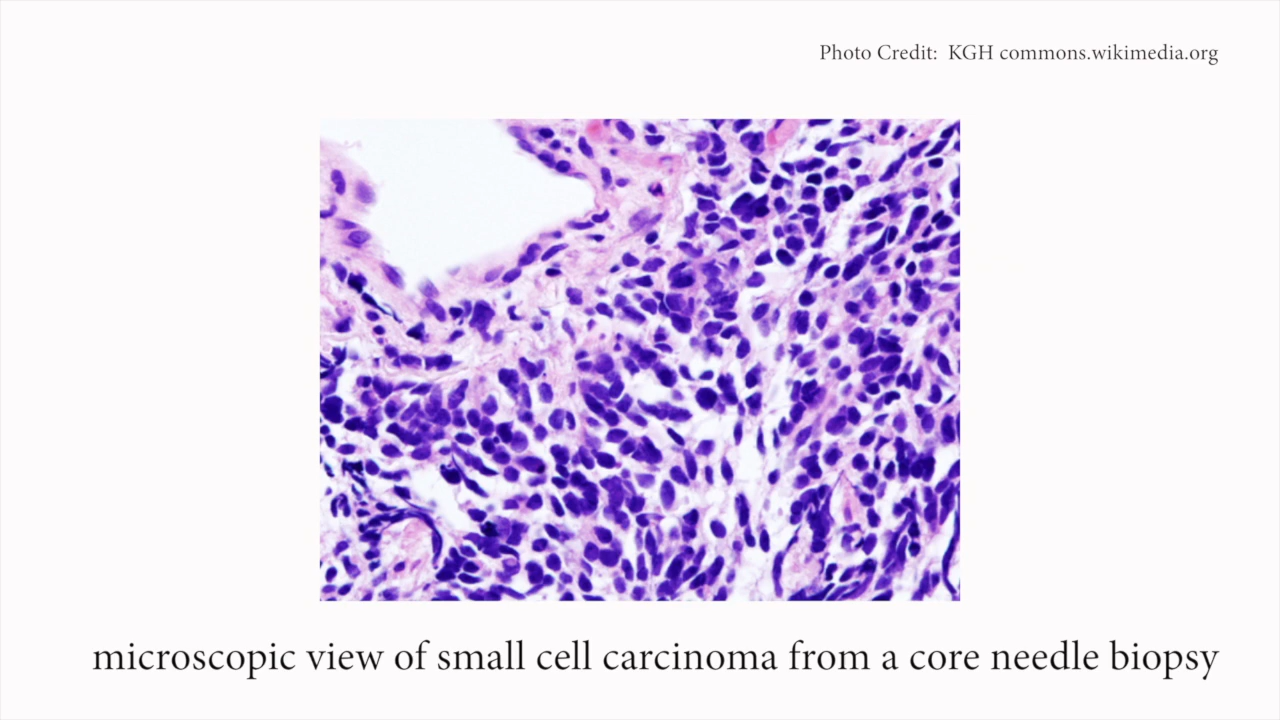 Photo Credit:  KGH commons.wikimedia.org
microscopic view of small cell carcinoma from a core needle biopsy